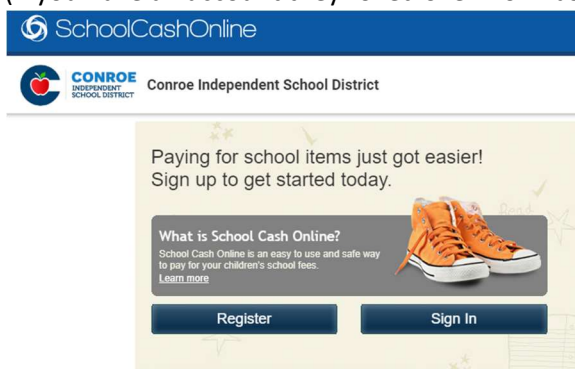 SchoolCashOnline
CONROE
INDEPENDENT
SCHOOL DISTRICT
Conroe Independent School District
Paying for school items just got easier!
Sign up to get started today.
What is School Cash Online?
School Cash Online is an easy to use and safe way
to pay for your children's school fees.
Learn more
Register
Sign In